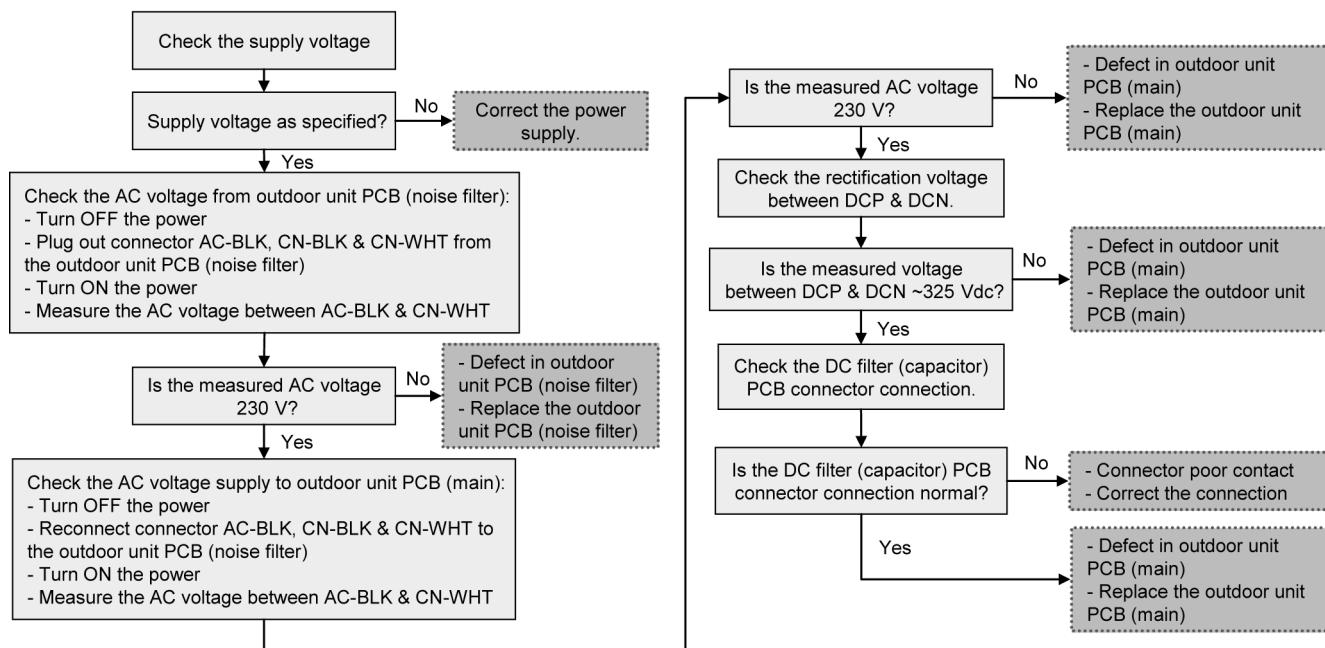 Check the supply voltage
Supply voltage as specified?
No
Correct the power
supply.
Yes
Check the AC voltage from outdoor unit PCB (noise filter):
- Turn OFF the power
- Plug out connector AC-BLK, CN-BLK & CN-WHT from
the outdoor unit PCB (noise filter)
- Turn ON the power
- Measure the AC voltage between AC-BLK & CN-WHT
Is the measured AC voltage
230 V?
No
- Defect in outdoor
unit PCB (noise filter)
- Replace the outdoor
unit PCB (noise filter)
Yes
Check the AC voltage supply to outdoor unit PCB (main):
- Turn OFF the power
- Reconnect connector AC-BLK, CN-BLK & CN-WHT to
the outdoor unit PCB (noise filter)
- Turn ON the power
- Measure the AC voltage between AC-BLK & CN-WHT
Is the measured AC voltage
230 V?
No
- Defect in outdoor unit
PCB (main)
- Replace the outdoor unit
PCB (main)
Yes
Check the rectification voltage
between DCP & DCN.
Is the measured voltage
between DCP & DCN ~325 Vdc?
No
- Defect in outdoor unit
PCB (main)
- Replace the outdoor unit
PCB (main)
Yes
Check the DC filter (capacitor)
PCB connector connection.
Is the DC filter (capacitor) PCB
connector connection normal?
No
- Connector poor contact
- Correct the connection
Yes
- Defect in outdoor unit
PCB (main)
- Replace the outdoor unit
PCB (main)